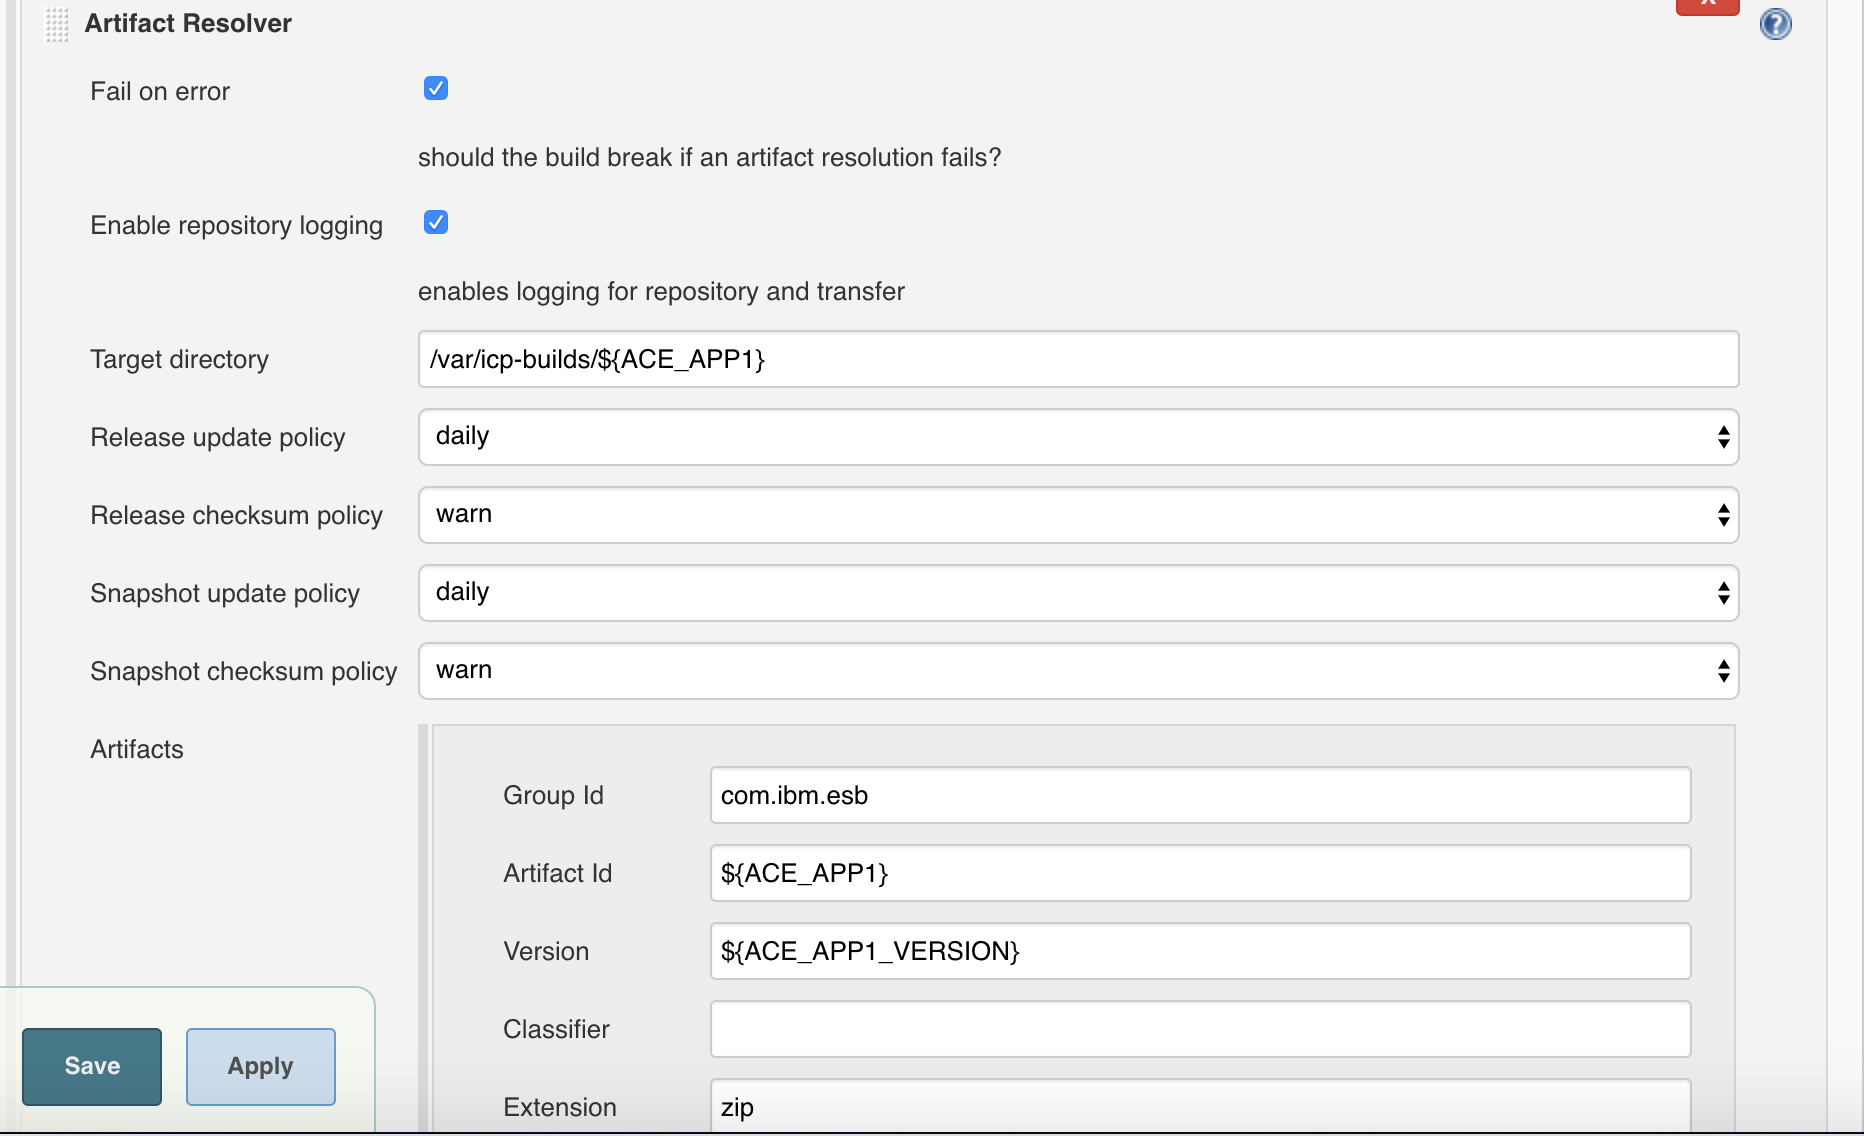 Artifact Resolver
X
?
Fail on error
should the build break if an artifact resolution fails?
Enable repository logging
enables logging for repository and transfer
Target directory /var/icp-builds/${ACE_APP1}
Release update policy daily
Release checksum policy warn
Snapshot update policy daily
Snapshot checksum policy warn
Artifacts
Group Id com.ibm.esb
Artifact Id ${ACE_APP1}
Version ${ACE_APP1_VERSION}
Classifier
Extension zip
Save Apply